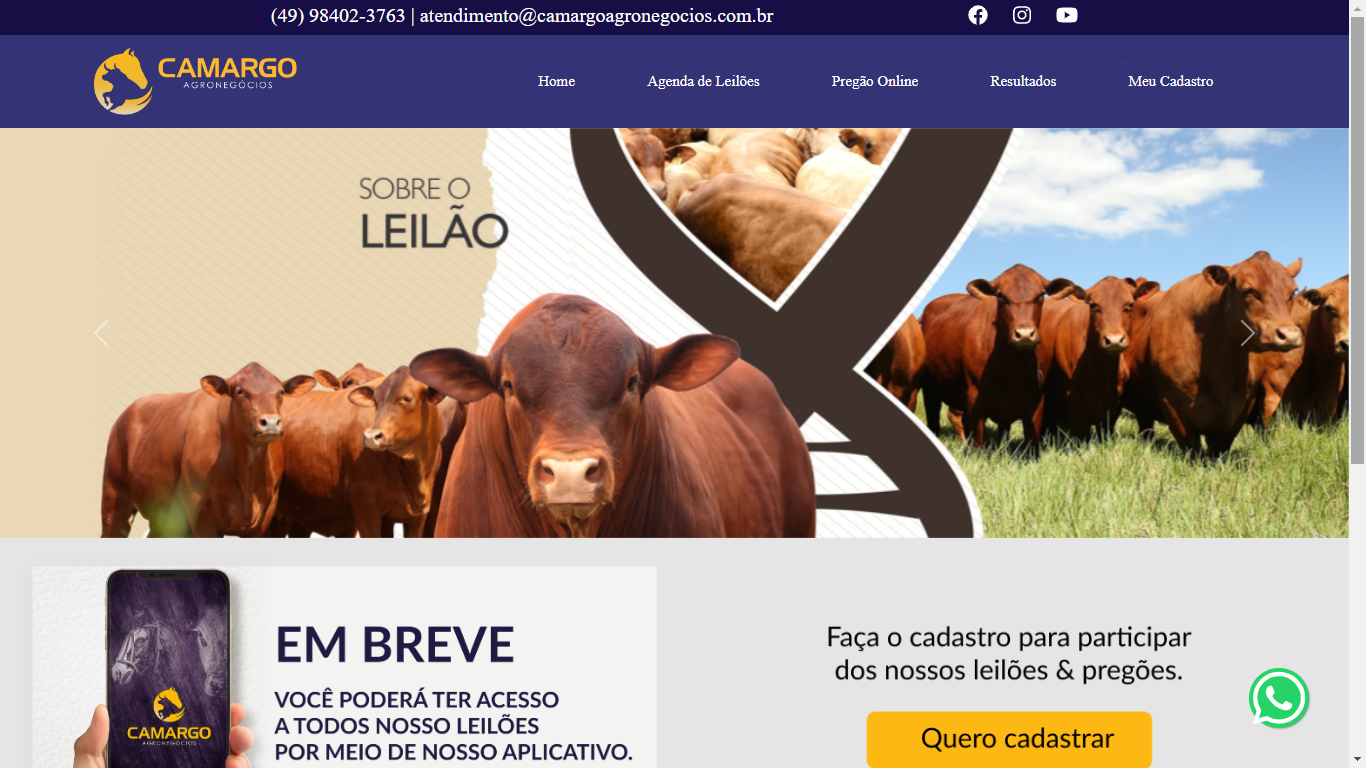 (49) 98402-3763 | atendimento@camargoagronegocios.com.br
CAMARGO
AGRONEGÓCIOS
Home
Agenda de Leilões
Pregão Online
Resultados
Meu Cadastro
SOBRE O
LEILÃO
EM BREVE
VOCÊ PODERÁ TER ACESSO
A TODOS NOSSO LEILÕES
POR MEIO DE NOSSO APLICATIVO.
CAMARGO
AGRONEGÓCIOS
Faça o cadastro para participar
dos nossos leilões & pregões.
Quero cadastrar